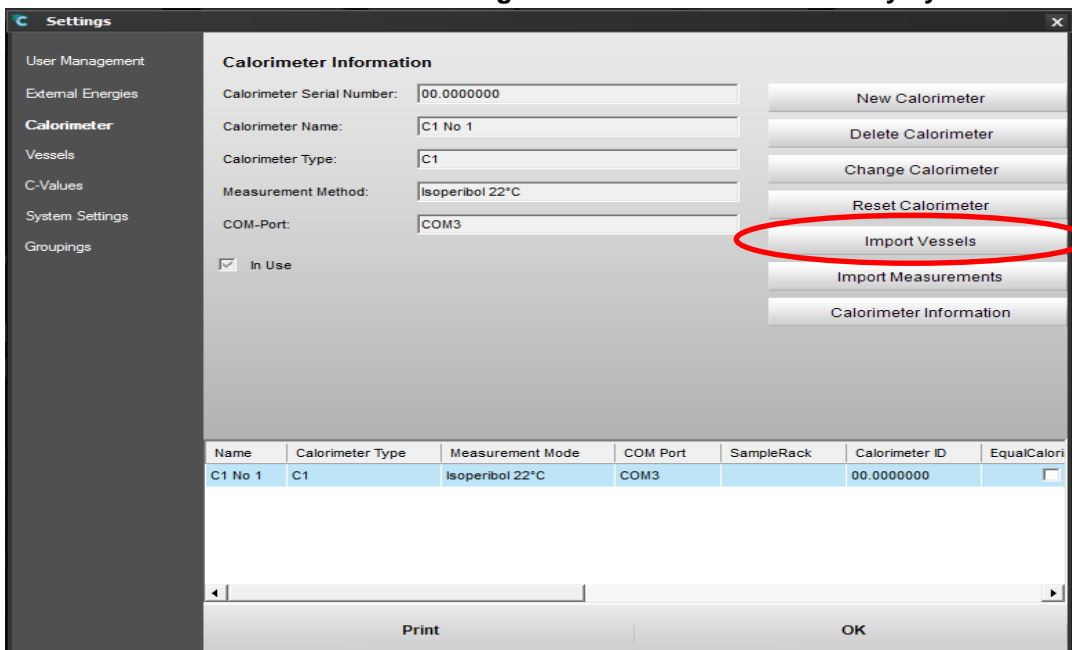 Settings
x
User Management
External Energies
Calorimeter
Vessels
C-Values
System Settings
Groupings
Calorimeter Information
Calorimeter Serial Number: 00.0000000
Calorimeter Name: C1 No 1
Calorimeter Type: C1
Measurement Method: Isoperibol 22°C
COM-Port: COM3
In Use
New Calorimeter
Delete Calorimeter
Change Calorimeter
Reset Calorimeter
Import Vessels
Import Measurements
Calorimeter Information
Name Calorimeter Type Measurement Mode COM Port SampleRack Calorimeter ID EqualCalori
C1 No 1 C1 Isoperibol 22°C COM3 00.0000000
Print OK